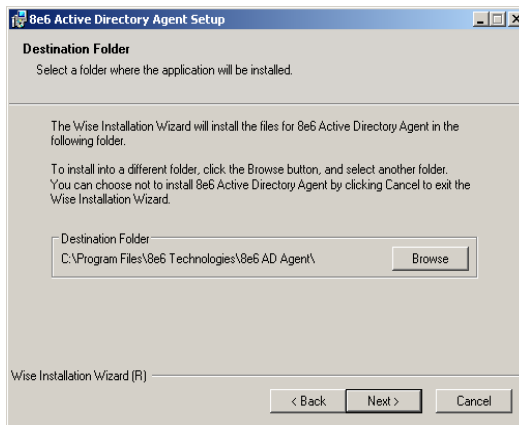 8e6 Active Directory Agent Setup
Destination Folder
Select a folder where the application will be installed.
The Wise Installation Wizard will install the files for 8e6 Active Directory Agent in the
following folder.
To install into a different folder, click the Browse button, and select another folder.
You can choose not to install 8e6 Active Directory Agent by clicking Cancel to exit the
Wise Installation Wizard.
Destination Folder
C:\Program Files\8e6 Technologies\8e6 AD Agent\
Browse
Wise Installation Wizard (R)
< Back
Next >
Cancel